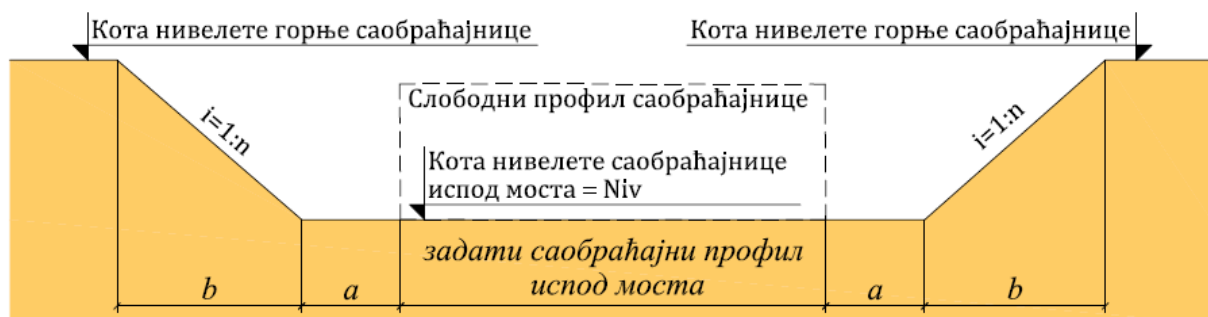 Кота нивелете горње саобраћајнице
Кота нивелете горње саобраћајнице
Слободни профил саобраћајнице
i=1:n
i=1:n
Кота нивелете саобраћајнице
испод моста = Niv
задати саобраћајни профил
испод моста
b
a
a
b